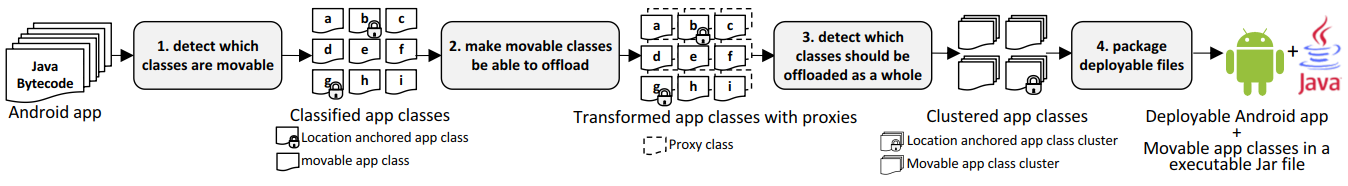 Java
Bytecode
Android app
1. detect which
classes are movable
a b c
d e f
g h i
Classified app classes
Location anchored app class
movable app class
2. make movable classes
be able to offload
a b c
d e f
g h i
Transformed app classes with proxies
Proxy class
3. detect which
classes should be
offloaded as a whole
Clustered app classes
Location anchored app class cluster
Movable app class cluster
4. package
deployable files
+
Java
Deployable Android app
+
Movable app classes in a
executable Jar file